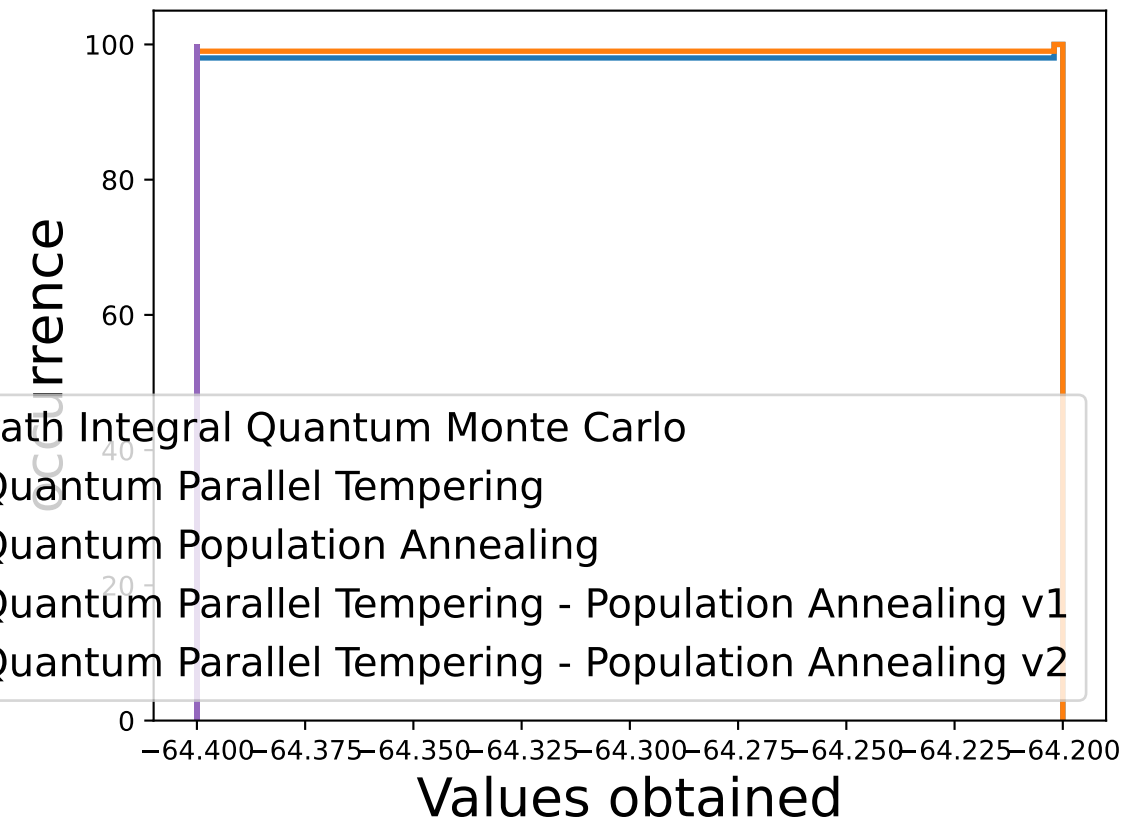 100
80
60
40
20
0
occurrence
ath Integral Quantum Monte Carlo
Quantum Parallel Tempering
Quantum Population Annealing
Quantum Parallel Tempering - Population Annealing v1
Quantum Parallel Tempering - Population Annealing v2
−64.400 −64.375 −64.350 −64.325 −64.300 −64.275 −64.250 −64.225 −64.200
Values obtained